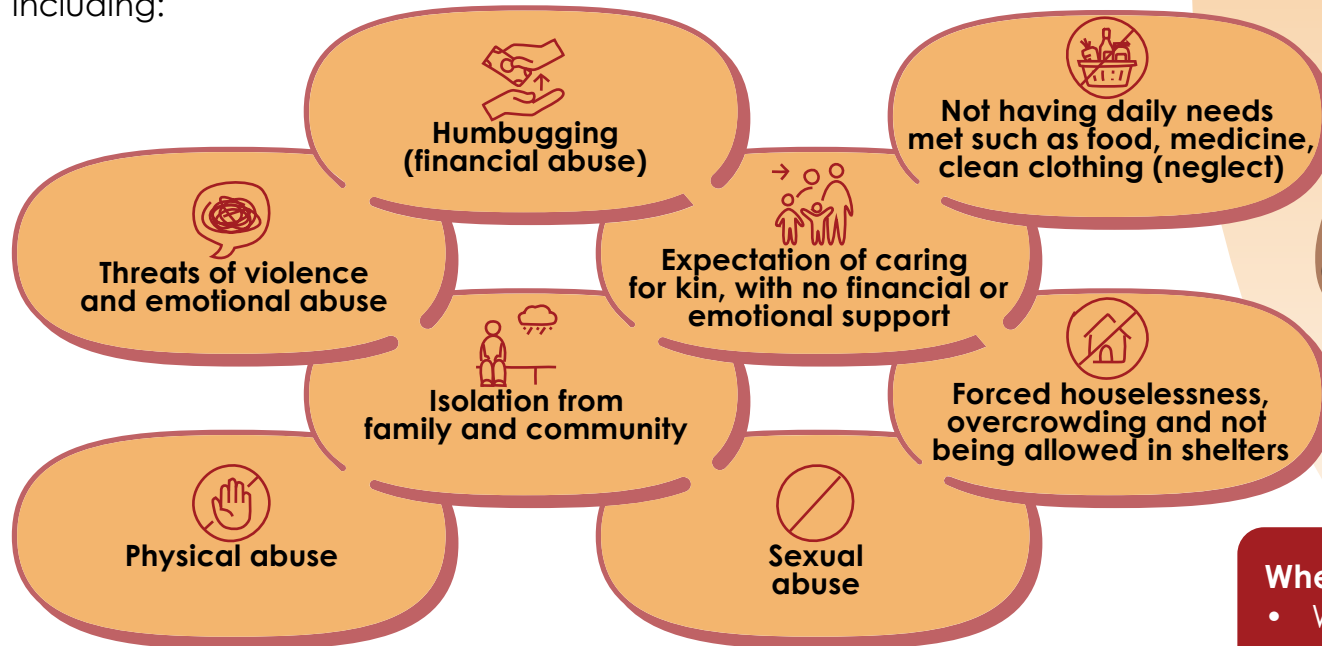 including:
Humbugging
(financial abuse)
Not having daily needs
met such as food, medicine,
clean clothing (neglect)
Threats of violence
and emotional abuse
Expectation of caring
for kin, with no financial or
emotional support
Isolation from
family and community
Forced houselessness,
overcrowding and not
being allowed in shelters
Physical abuse
Sexual
abuse